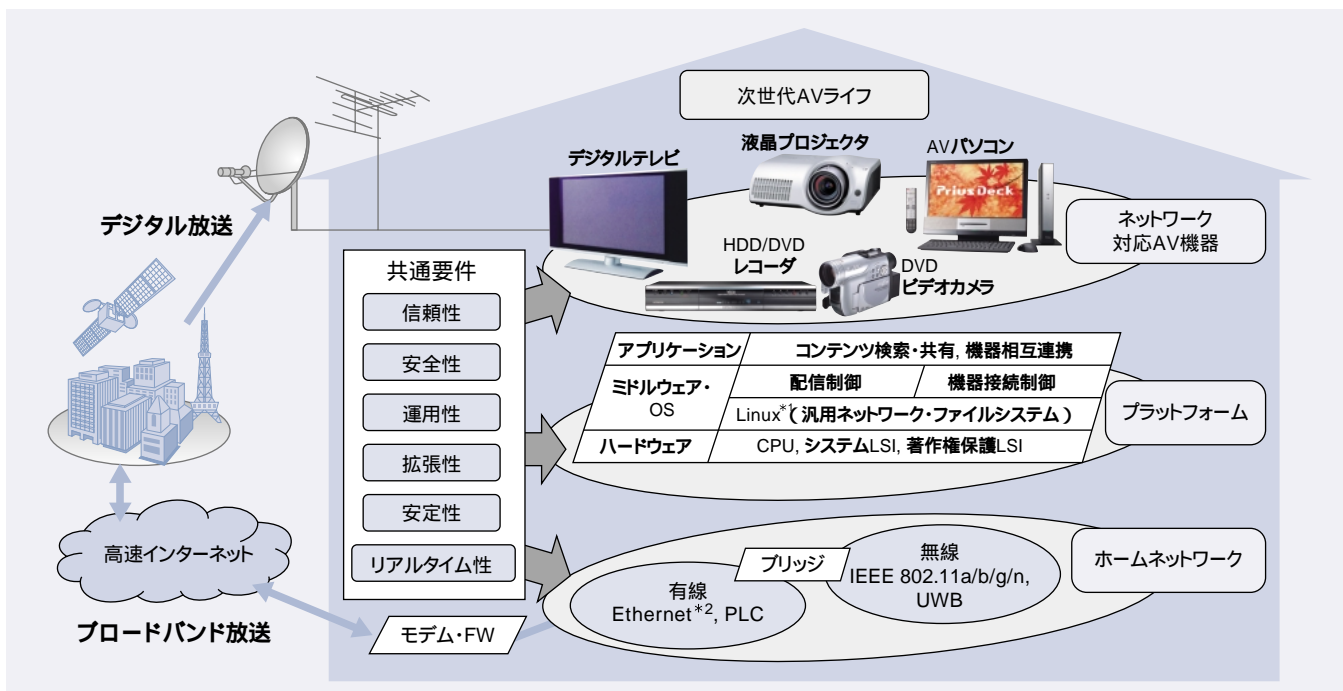 次世代AVライフ
デジタルテレビ
液晶プロジェクタ
AVパソコン
Prius Deck
ネットワーク
対応AV機器
HDD/DVD
レコーダ
DVD
ビデオカメラ
デジタル放送
共通要件
信頼性
安全性
運用性
拡張性
安定性
リアルタイム性
アプリケーション
コンテンツ検索・共有, 機器相互連携
ミドルウェア・
OS
配信制御
機器接続制御
Linux*1(汎用ネットワーク・ファイルシステム)
ハードウェア
CPU, システムLSI, 著作権保護LSI
プラットフォーム
高速インターネット
ブロードバンド放送
モデム・FW
有線
Ethernet*2, PLC
ブリッジ
無線
IEEE 802.11a/b/g/n,
UWB
ホームネットワーク